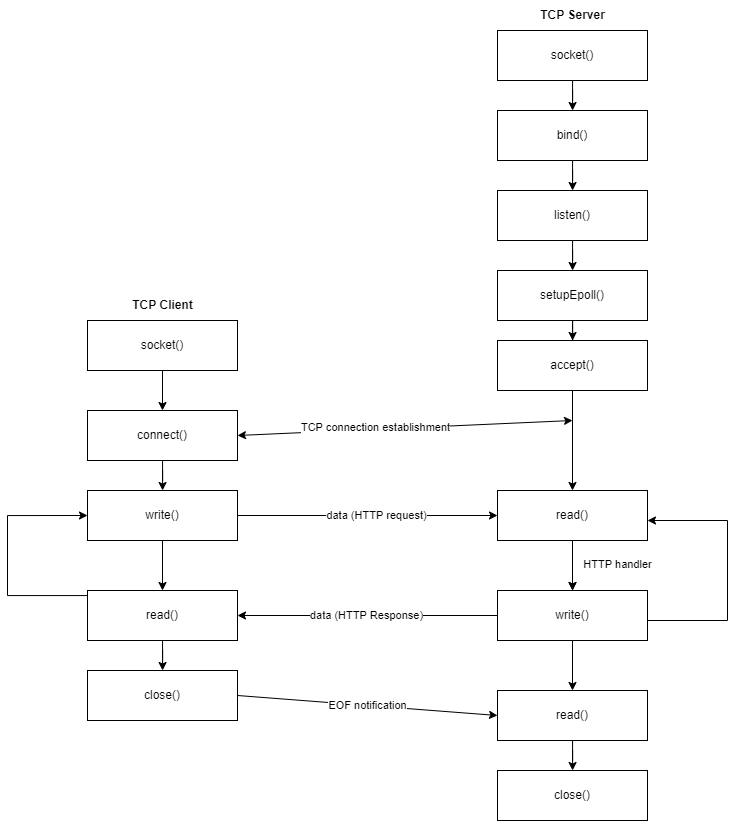 TCP Server
socket()
bind()
listen()
setupEpoll()
TCP Client
socket()
accept()
connect()
TCP connection establishment
write()
data (HTTP request)
read()
HTTP handler
read()
data (HTTP Response)
write()
close()
EOF notification
read()
close()